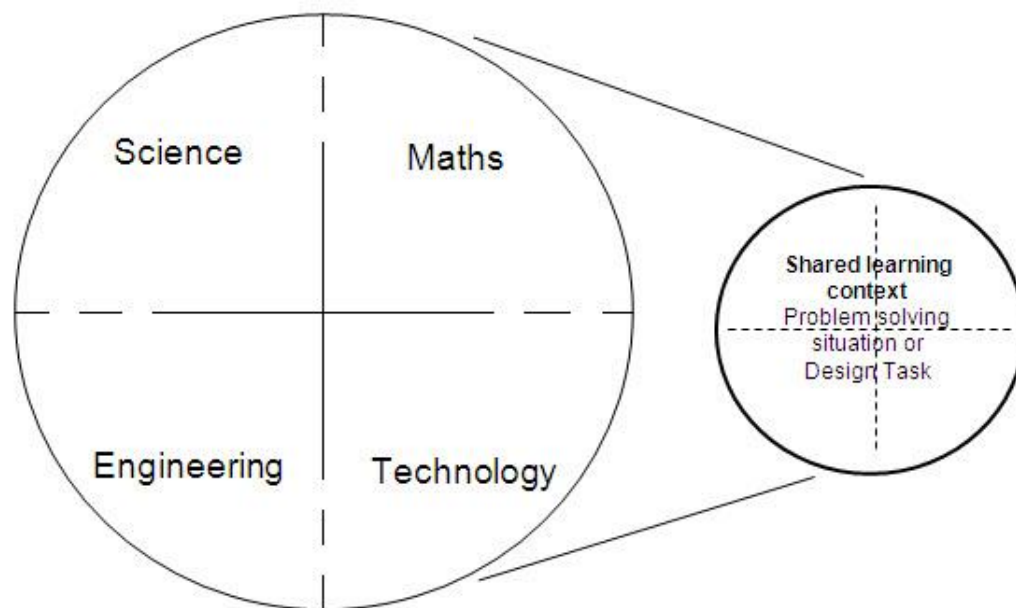 Science
Maths
Shared learning
context
Problem solving
situation or
Design Task
Engineering
Technology